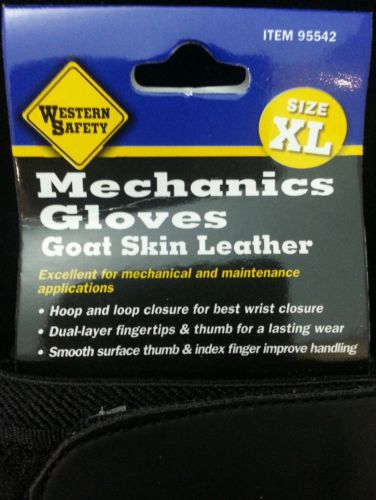 ITEM 95542
WESTERN
SAFETY
SIZE
XL
Mechanics
Gloves
Goat Skin Leather
Excellent for mechanical and maintenance
applications
• Hoop and loop closure for best wrist closure
• Dual-layer fingertips & thumb for a lasting wear
• Smooth surface thumb & index finger improve handling